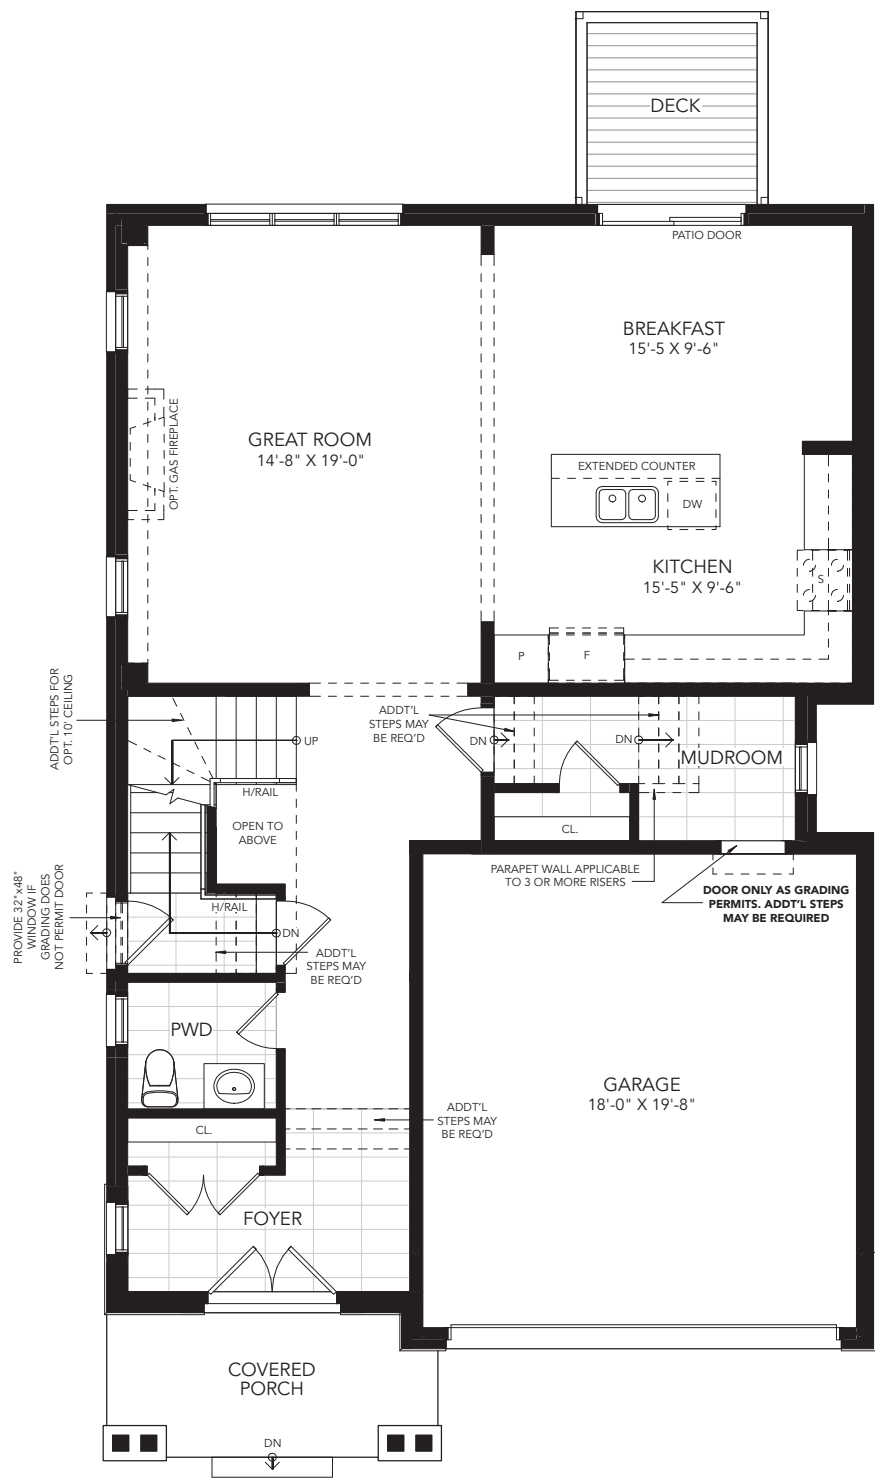 DECK
PATIO DOOR
BREAKFAST
15'-5 X 9'-6"
GREAT ROOM
14'-8" X 19'-0"
OPT. GAS FIREPLACE
EXTENDED COUNTER
DW
KITCHEN
15'-5" X 9'-6"
S
P
F
ADDT'L STEPS FOR
OPT. 10' CEILING
UP
ADDT'L
STEPS MAY
BE REQ'D
DN
DN
MUDROOM
H/RAIL
OPEN TO
ABOVE
CL.
PARAPET WALL APPLICABLE
TO 3 OR MORE RISERS
DOOR ONLY AS GRADING
PERMITS. ADDT'L STEPS
MAY BE REQUIRED
PROVIDE 32"x48"
WINDOW IF
GRADING DOES
NOT PERMIT DOOR
H/RAIL
DN
ADDT'L
STEPS MAY
BE REQ'D
PWD
GARAGE
18'-0" X 19'-8"
ADDT'L
STEPS MAY
BE REQ'D
CL.
FOYER
COVERED
PORCH
DN